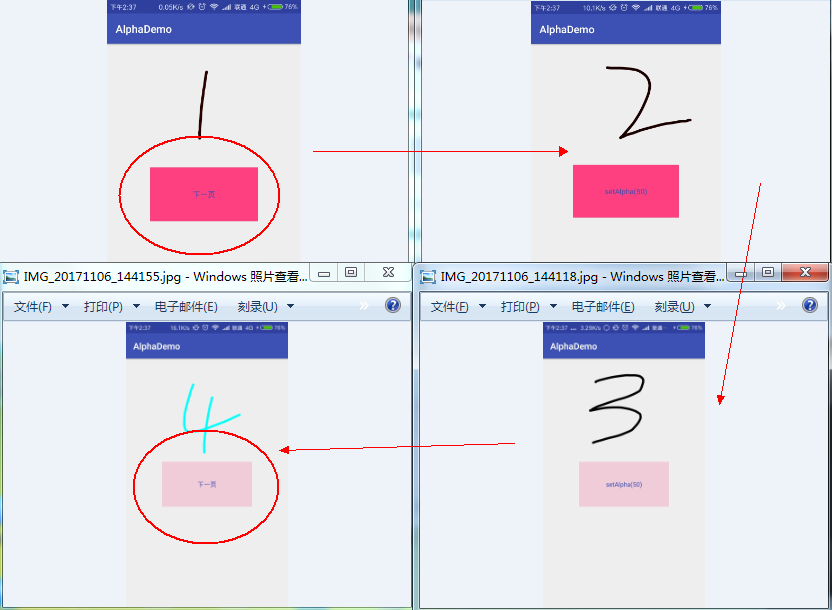 下午2:37 0.05K/s 联通 4G 76%
AlphaDemo
1
下一页
下午2:37 10.1K/s 联通 4G 76%
AlphaDemo
2
setAlpha(50)
IMG_20171106_144155.jpg - Windows 照片查看...
文件(F) 打印(P) 电子邮件(E) 刻录(U) »
下午2:37 16.1K/s 联通 4G 76%
AlphaDemo
4
下一页
IMG_20171106_144118.jpg - Windows 照片查看...
文件(F) 打印(P) 电子邮件(E) 刻录(U) »
下午2:37 ... 3.29K/s 76%
AlphaDemo
3
setAlpha(50)